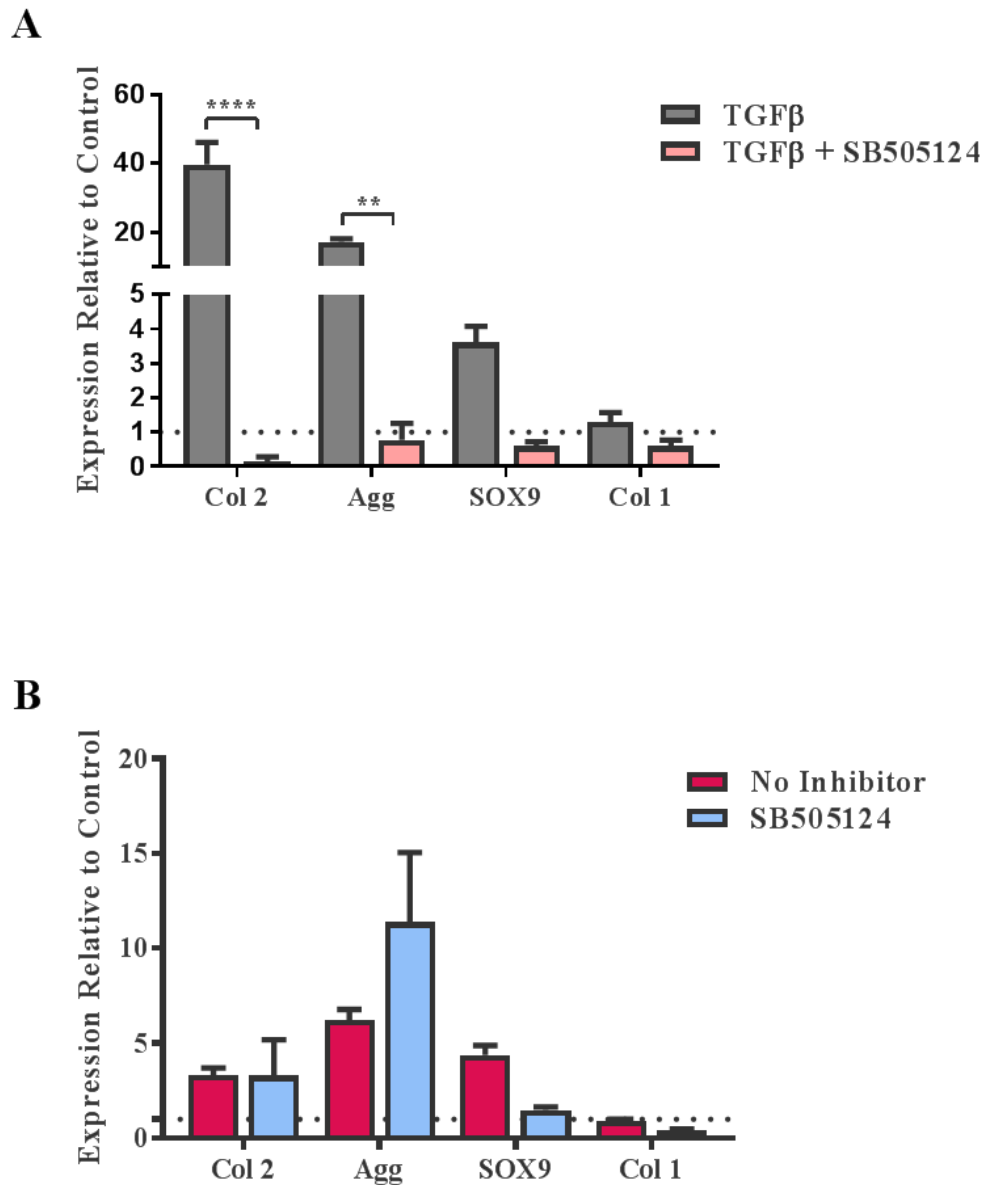 A
Expression Relative to Control
60
40
20
5
4
3
2
1
0
****
**
TGFβ
TGFβ + SB505124
Col 2 Agg SOX9 Col 1
B
Expression Relative to Control
20
15
10
5
0
No Inhibitor
SB505124
Col 2 Agg SOX9 Col 1